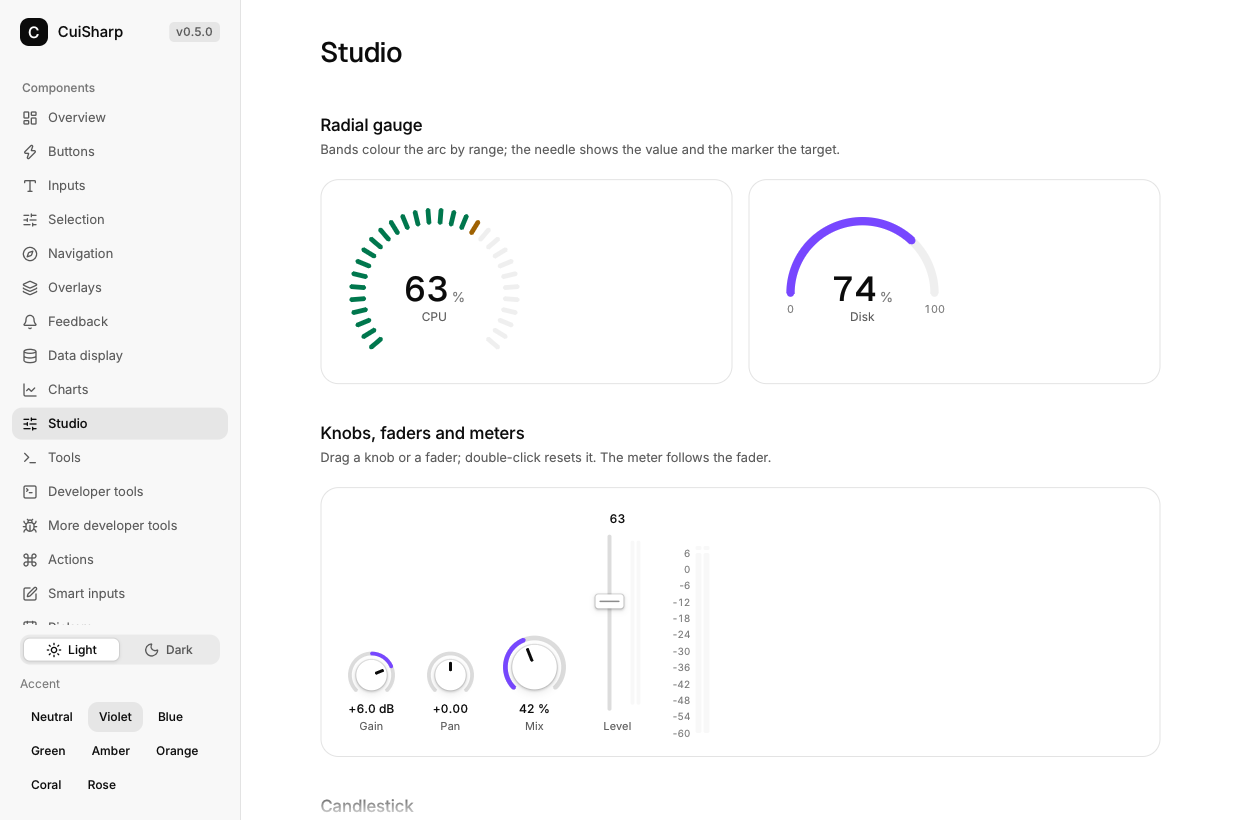 C CuiSharp v0.5.0
Components
Overview
Buttons
Inputs
Selection
Navigation
Overlays
Feedback
Data display
Charts
Studio
Tools
Developer tools
More developer tools
Actions
Smart inputs
Light Dark
Accent
Neutral Violet Blue
Green Amber Orange
Coral Rose
Studio
Radial gauge
Bands colour the arc by range; the needle shows the value and the marker the target.
63 %
CPU
74 %
0 Disk 100
Knobs, faders and meters
Drag a knob or a fader; double-click resets it. The meter follows the fader.
+6.0 dB
Gain
+0.00
Pan
42 %
Mix
63
Level
6
0
-6
-12
-18
-24
-30
-36
-42
-48
-54
-60
Candlestick